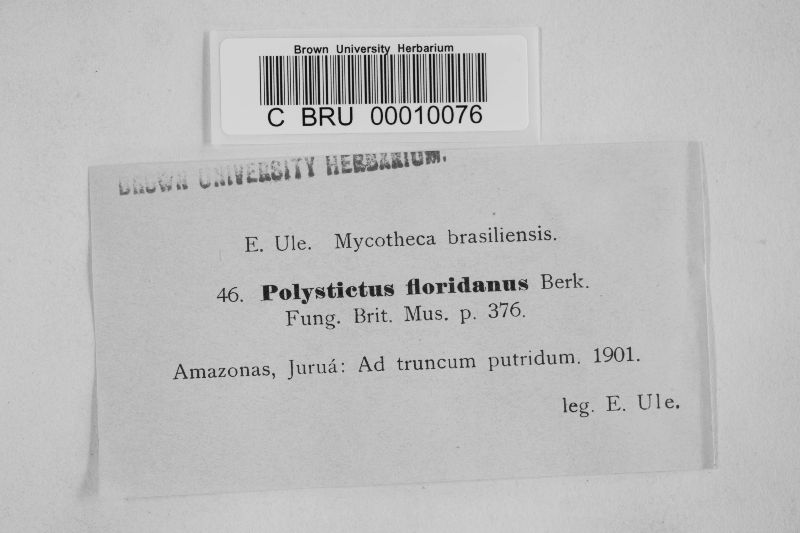 Brown University Herbarium
C BRU 00010076
BROWN UNIVERSITY HERBARIUM.
E. Ule. Mycotheca brasiliensis.
46. Polystictus floridanus Berk.
Fung. Brit. Mus. p. 376.
Amazonas, Juruá: Ad truncum putridum. 1901.
leg. E. Ule.